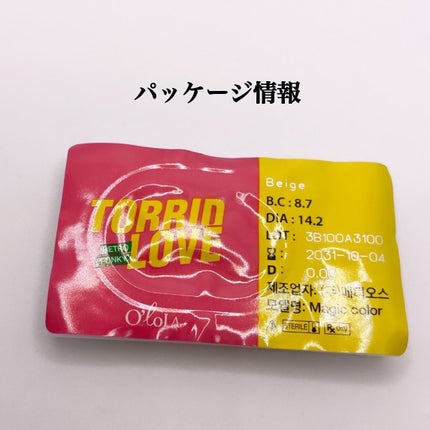 パッケージ情報
Beige
B.C : 8.7
DIA : 14.2
LOT : 3B100A3100
: 2031-10-04
D : 0.00
제조업자:
모델명: Magic color
STERILE
TORRID
LOVE
RETRO
O'loLa